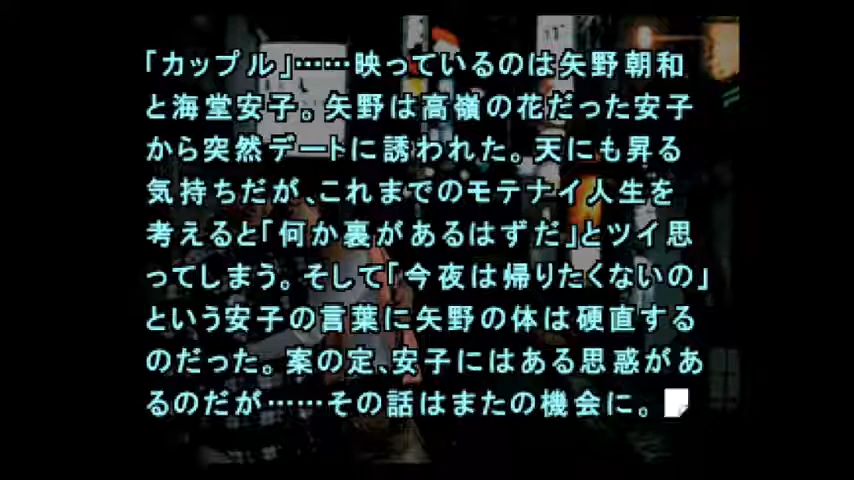 「カップル」……映っているのは矢野朝和
と海堂安子。矢野は高嶺の花だった安子
から突然デートに誘われた。天にも昇る
気持ちだが、これまでのモテナイ人生を
考えると「何か裏があるはずだ」とツイ思
ってしまう。そして「今夜は帰りたくないの」
という安子の言葉に矢野の体は硬直する
のだった。案の定、安子にはある思惑があ
るのだが……その話はまたの機会に。